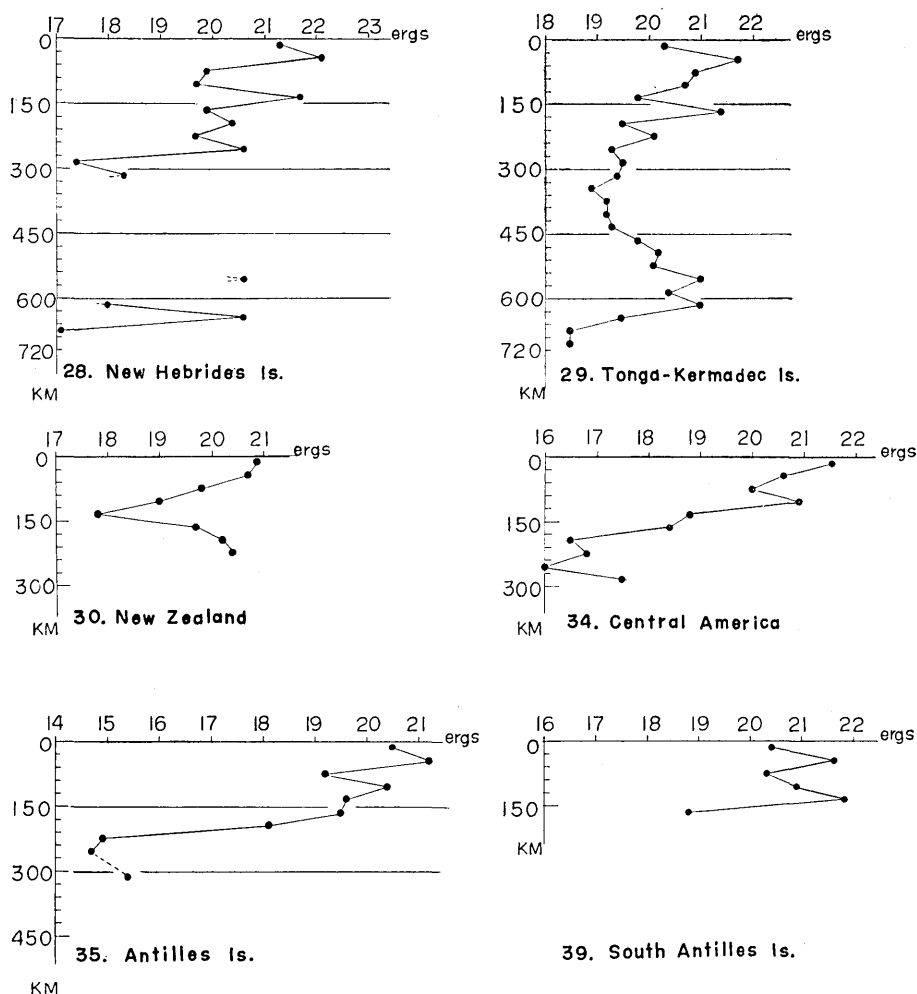 17 18 19 20 21 22 23 ergs
0
150
300
450
600
720
KM
28. New Hebrides Is.
18 19 20 21 22 ergs
0
150
300
450
600
720
KM
29. Tonga-Kermadec Is.
17 18 19 20 21 ergs
0
150
300
KM
30. New Zealand
16 17 18 19 20 21 22 ergs
0
150
300
KM
34. Central America
14 15 16 17 18 19 20 21 ergs
0
150
300
450
KM
35. Antilles Is.
16 17 18 19 20 21 22 ergs
0
150
KM
39. South Antilles Is.